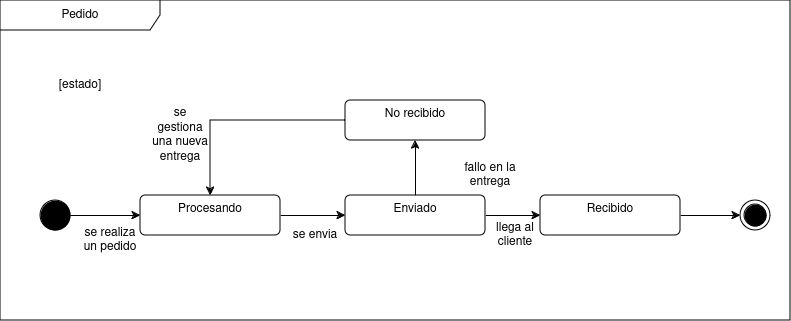 Pedido
[estado]
se
gestiona
una nueva
entrega
No recibido
fallo en la
entrega
Procesando
Enviado
Recibido
se realiza
un pedido
se envia
llega al
cliente